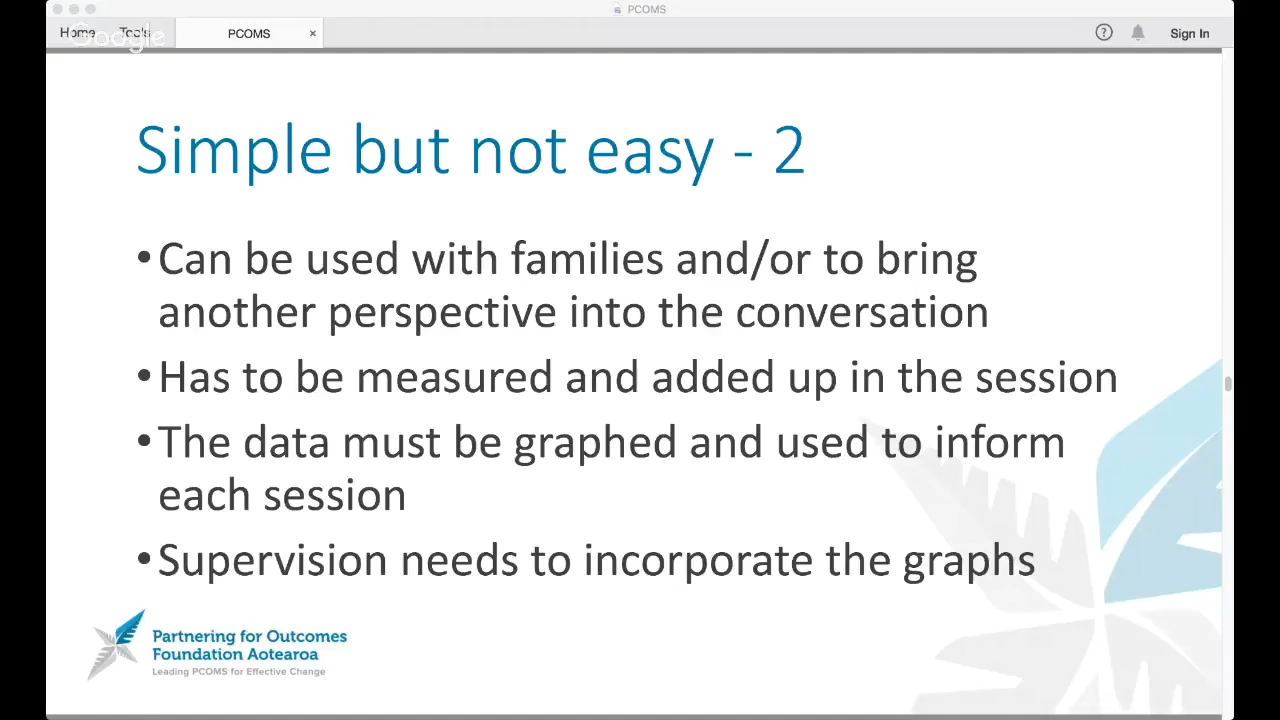 PCOMS
Home Tools PCOMS × ? Sign In
Google
Simple but not easy - 2
•Can be used with families and/or to bring
another perspective into the conversation
•Has to be measured and added up in the session
•The data must be graphed and used to inform
each session
•Supervision needs to incorporate the graphs
Partnering for Outcomes
Foundation Aotearoa
Leading PCOMS for Effective Change